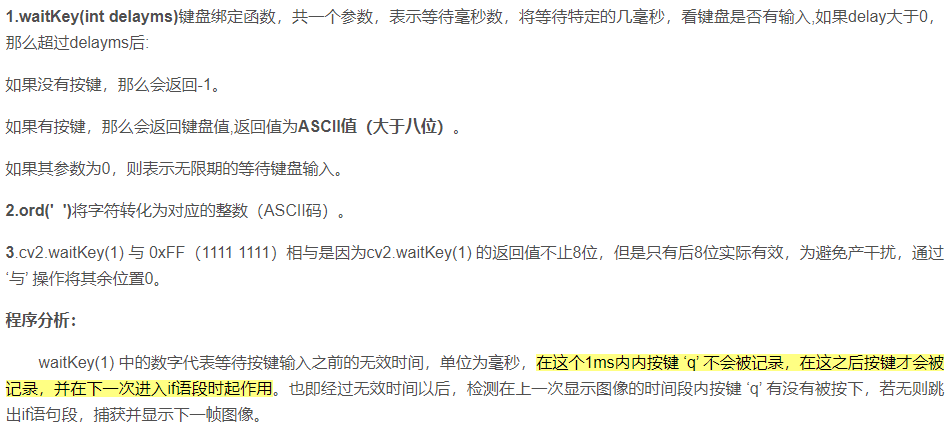 1.waitKey(int delayms)键盘绑定函数，共一个参数，表示等待毫秒数，将等待特定的几毫秒，看键盘是否有输入,如果delay大于0，
那么超过delayms后:
如果没有按键，那么会返回-1。
如果有按键，那么会返回键盘值,返回值为ASCII值（大于八位）。
如果其参数为0，则表示无限期的等待键盘输入。
2.ord(' ')将字符转化为对应的整数（ASCII码）。
3.cv2.waitKey(1) 与 0xFF（1111 1111）相与是因为cv2.waitKey(1) 的返回值不止8位，但是只有后8位实际有效，为避免产干扰，通过
‘与’ 操作将其余位置0。
程序分析：
waitKey(1) 中的数字代表等待按键输入之前的无效时间，单位为毫秒，在这个1ms内内按键 ‘q’ 不会被记录，在这之后按键才会被
记录，并在下一次进入if语段时起作用。也即经过无效时间以后，检测在上一次显示图像的时间段内按键 ‘q’ 有没有被按下，若无则跳
出if语句段，捕获并显示下一帧图像。